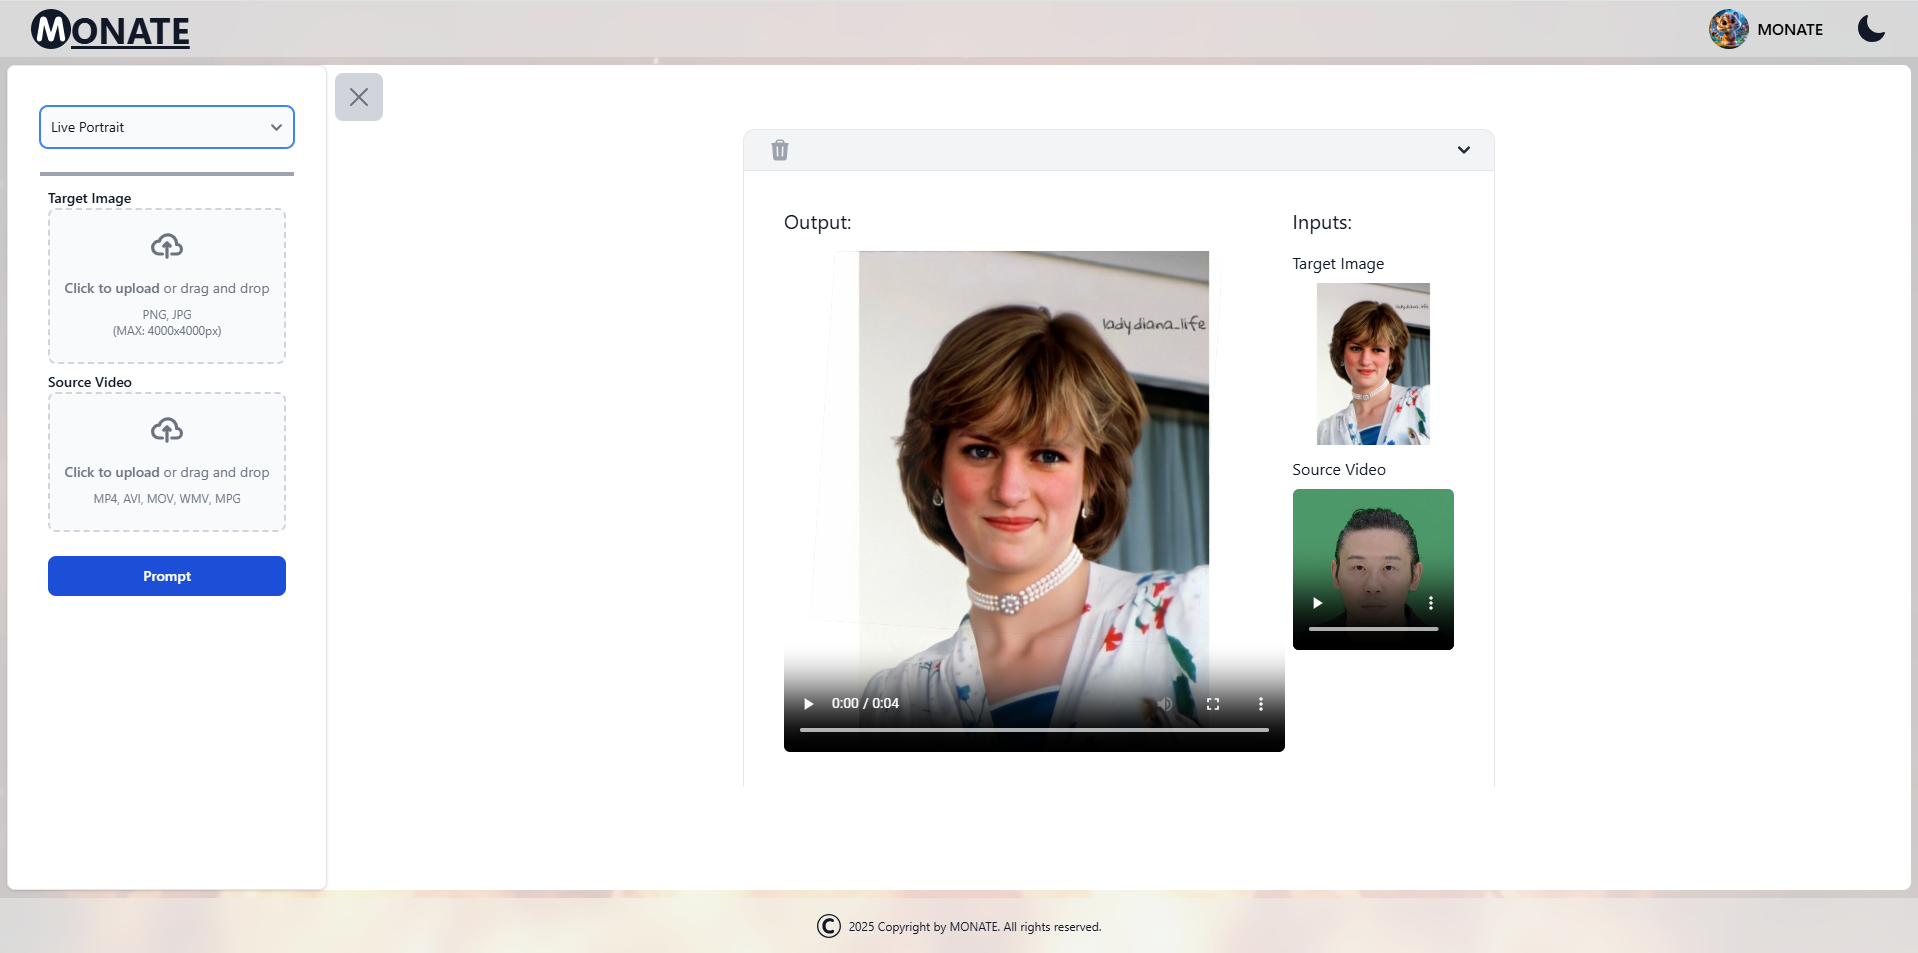 MONATE
MONATE
Live Portrait
Target Image
Click to upload or drag and drop
PNG, JPG
(MAX: 4000x4000px)
Source Video
Click to upload or drag and drop
MP4, AVI, MOV, WMV, MPG
Prompt
Output:
ladydiana_life
0:00 / 0:04
Inputs:
Target Image
ladydiana_life
Source Video
© 2025 Copyright by MONATE. All rights reserved.